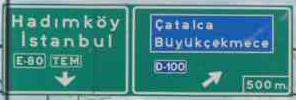 Hadımköy
İstanbul
E-80 TEM
Çatalca
Büyükçekmece
D-100
500 m